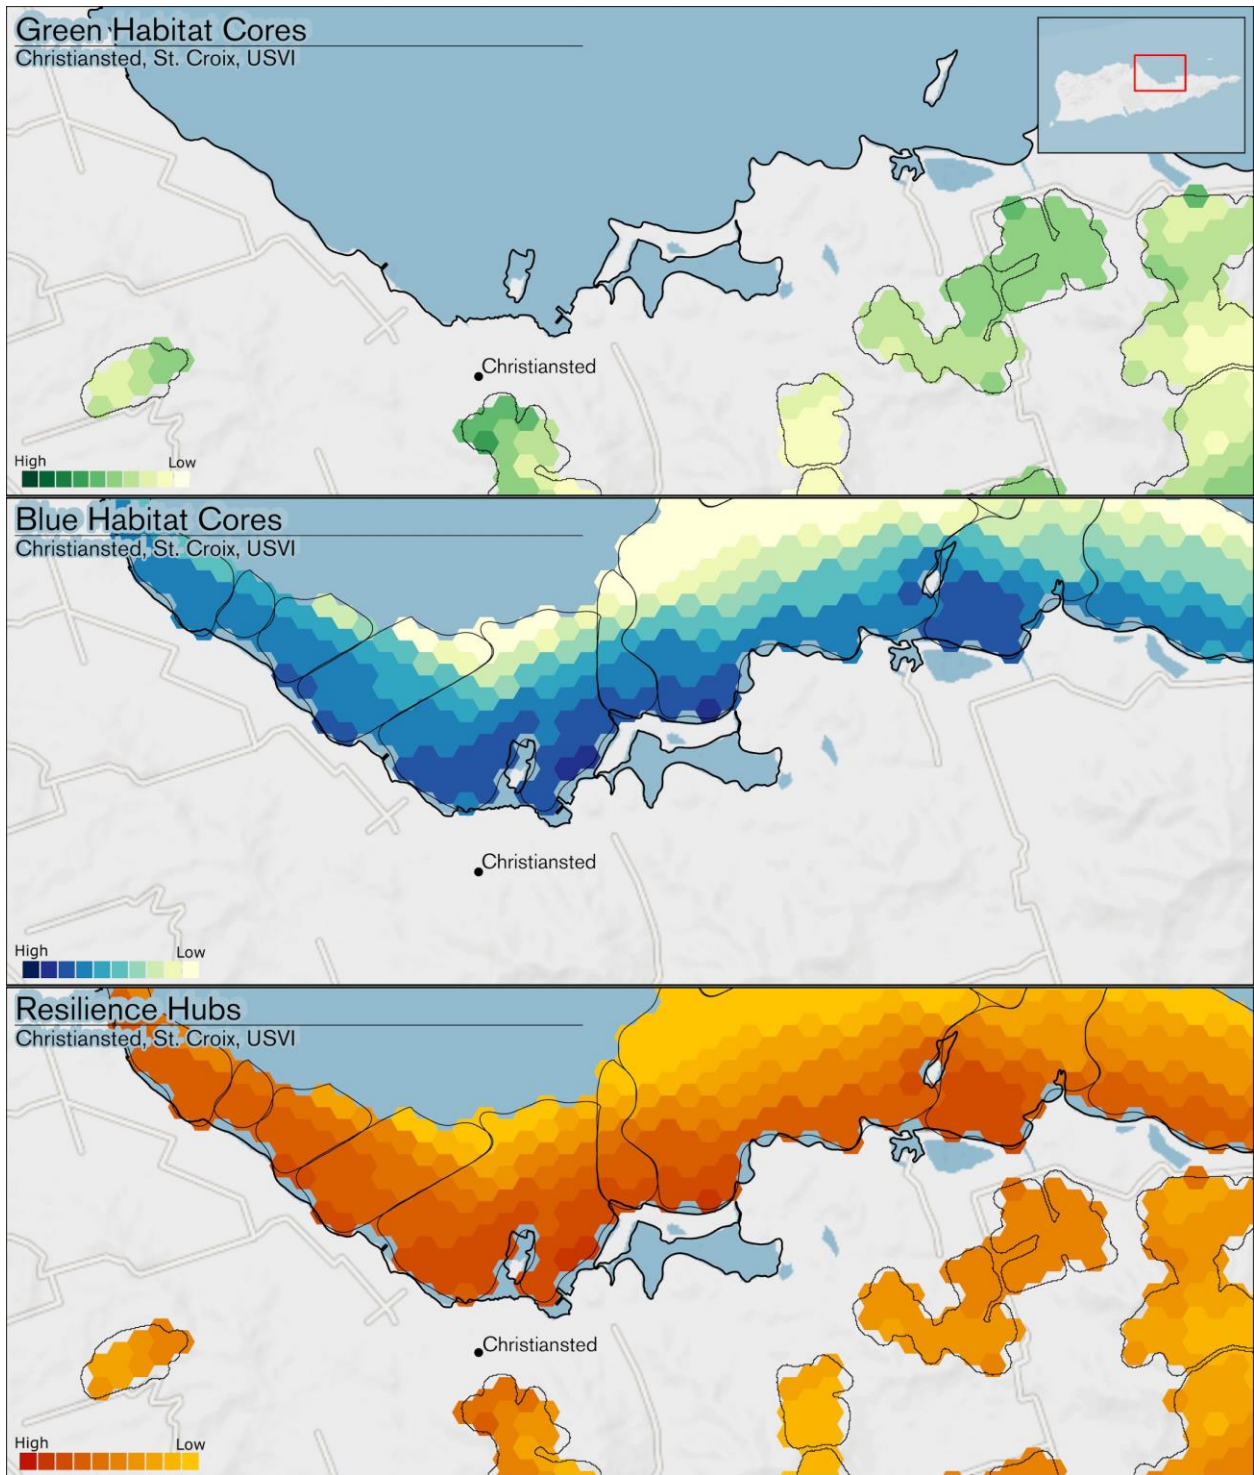 Green Habitat Cores
Christiansted, St. Croix, USVI
Christiansted
High Low
Blue Habitat Cores
Christiansted, St. Croix, USVI
Christiansted
High Low
Resilience Hubs
Christiansted, St. Croix, USVI
Christiansted
High Low